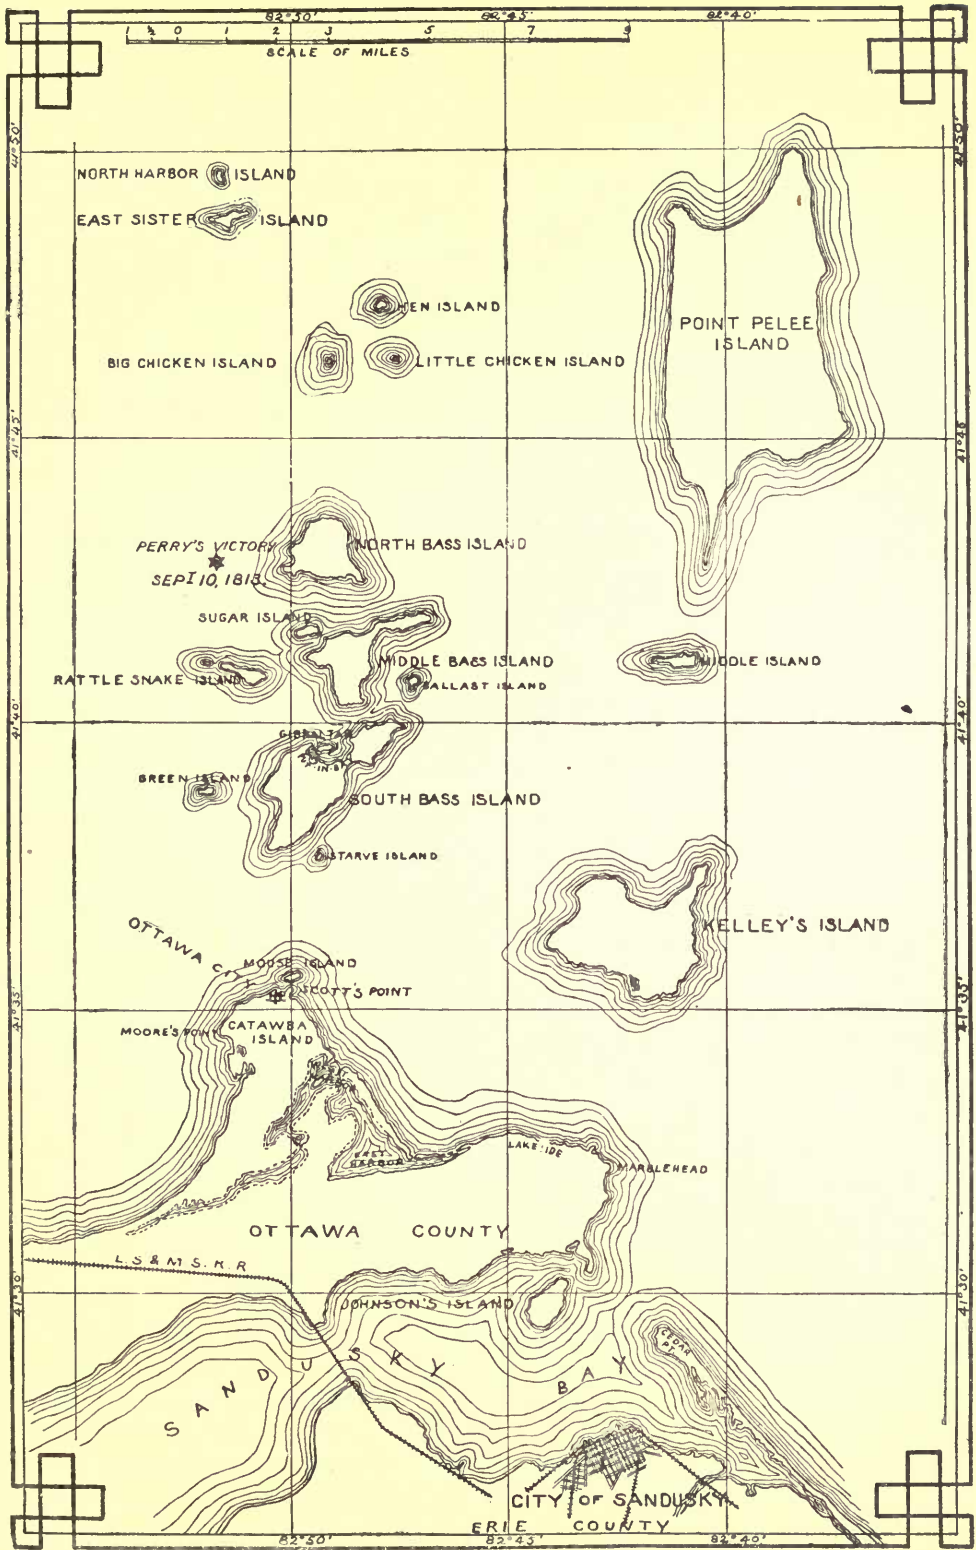 82°50' 82°45' 82°40'
1 ½ 0 1 2 3 5 9
SCALE OF MILES
41°50' 41°50'
NORTH HARBOR ISLAND
EAST SISTER ISLAND
HEN ISLAND
BIG CHICKEN ISLAND
LITTLE CHICKEN ISLAND
POINT PELEE
ISLAND
41°45' 41°45'
PERRY'S VICTORY
SEPT 10, 1813.
NORTH BASS ISLAND
SUGAR ISLAND
MIDDLE BASS ISLAND
MIDDLE ISLAND
RATTLE SNAKE ISLAND
BALLAST ISLAND
41°40' 41°40'
GIBRALTAR
-IN-BAY
GREEN ISLAND
SOUTH BASS ISLAND
STARVE ISLAND
KELLEY'S ISLAND
OTTAWA CITY
MOUSE ISLAND
SCOTT'S POINT
41°35' 41°35'
MOORE'S POINT
CATAWBA
ISLAND
HARBOR
EAST
HARBOR
LAKESIDE
MARBLEHEAD
OTTAWA COUNTY
L. S & M S. R. R
41°30' 41°30'
JOHNSON'S ISLAND
CEDAR
PT.
SANDUSKY BAY
CITY OF SANDUSKY
ERIE COUNTY
82°50' 82°45' 82°40'